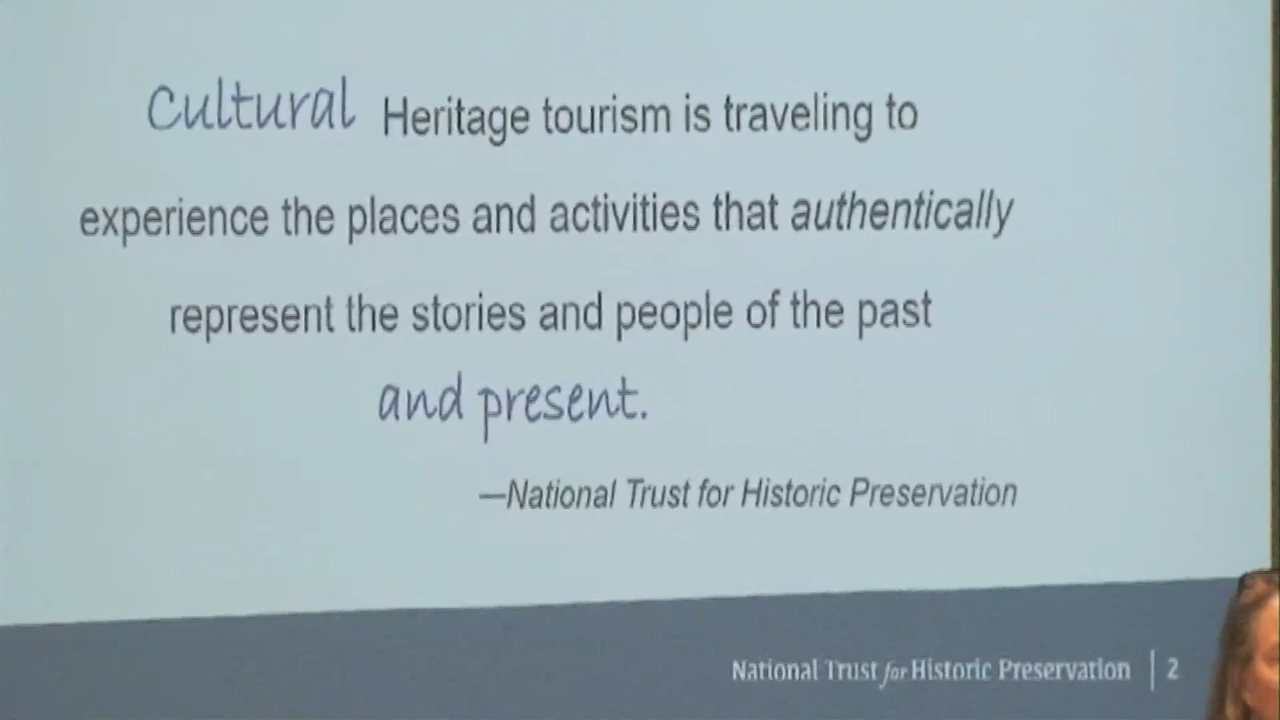 Cultural Heritage tourism is traveling to
experience the places and activities that authentically
represent the stories and people of the past
and present.
—National Trust for Historic Preservation
National Trust for Historic Preservation | 2